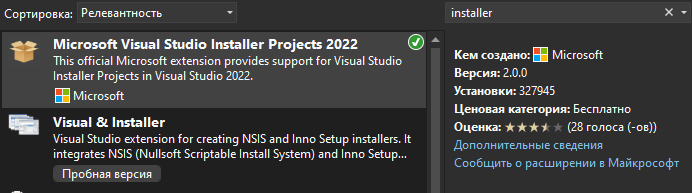 Сортировка: Релевантность
installer
Microsoft Visual Studio Installer Projects 2022
This official Microsoft extension provides support for Visual Studio
Installer Projects in Visual Studio 2022.
Microsoft
Visual & Installer
Visual Studio extension for creating NSIS and Inno Setup installers. It
integrates NSIS (Nullsoft Scriptable Install System) and Inno Setup...
Пробная версия
Кем создано: Microsoft
Версия: 2.0.0
Установки: 327945
Ценовая категория: Бесплатно
Оценка: (28 голоса (-ов))
Дополнительные сведения
Сообщить о расширении в Майкрософт